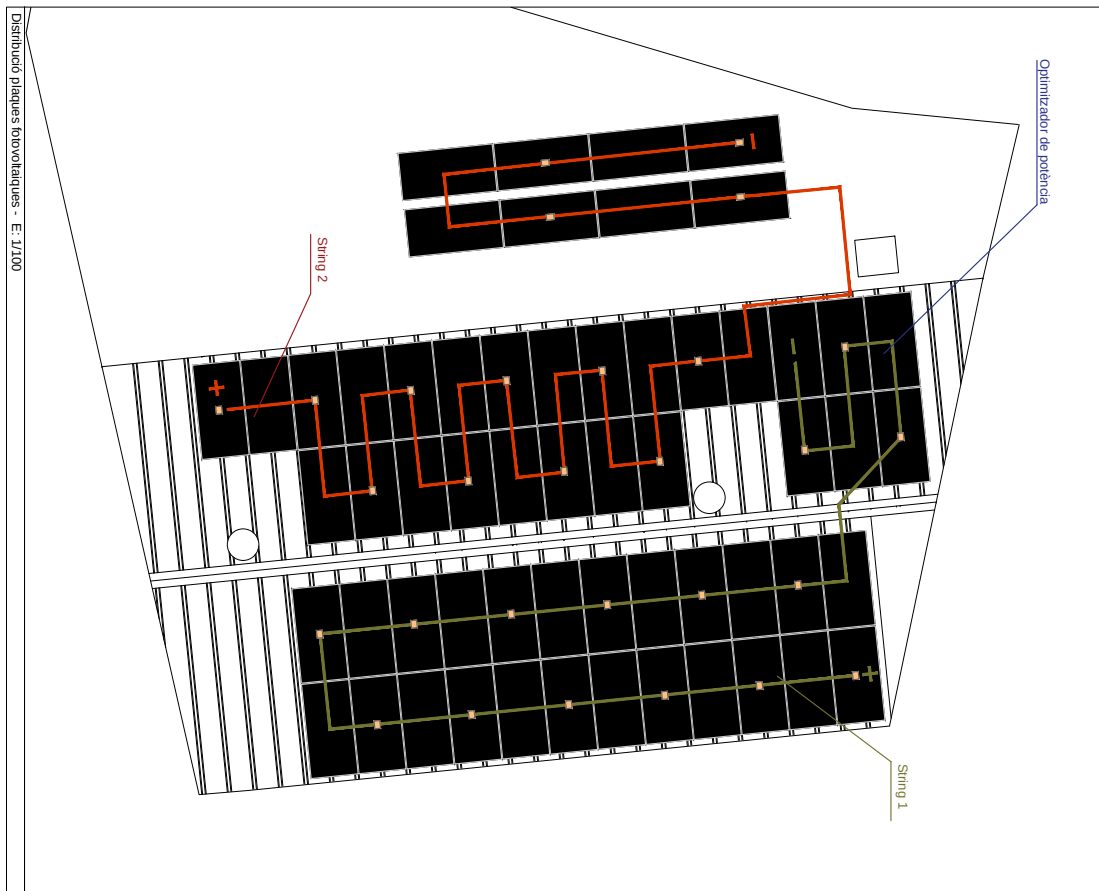 Distribució plaques fotovoltaiques - E: 1/100
Optimitzador de potència
String 2
String 1